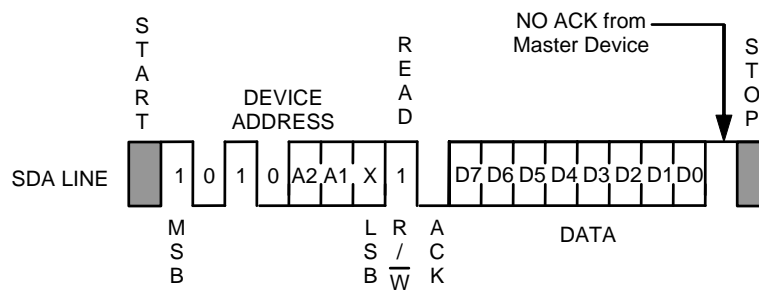 START
READ
NO ACK from
Master Device
STOP
DEVICE
ADDRESS
SDA LINE
1 0 1 0 A2 A1 X 1 D7 D6 D5 D4 D3 D2 D1 D0
MSB
LSB
R/W
ACK
DATA